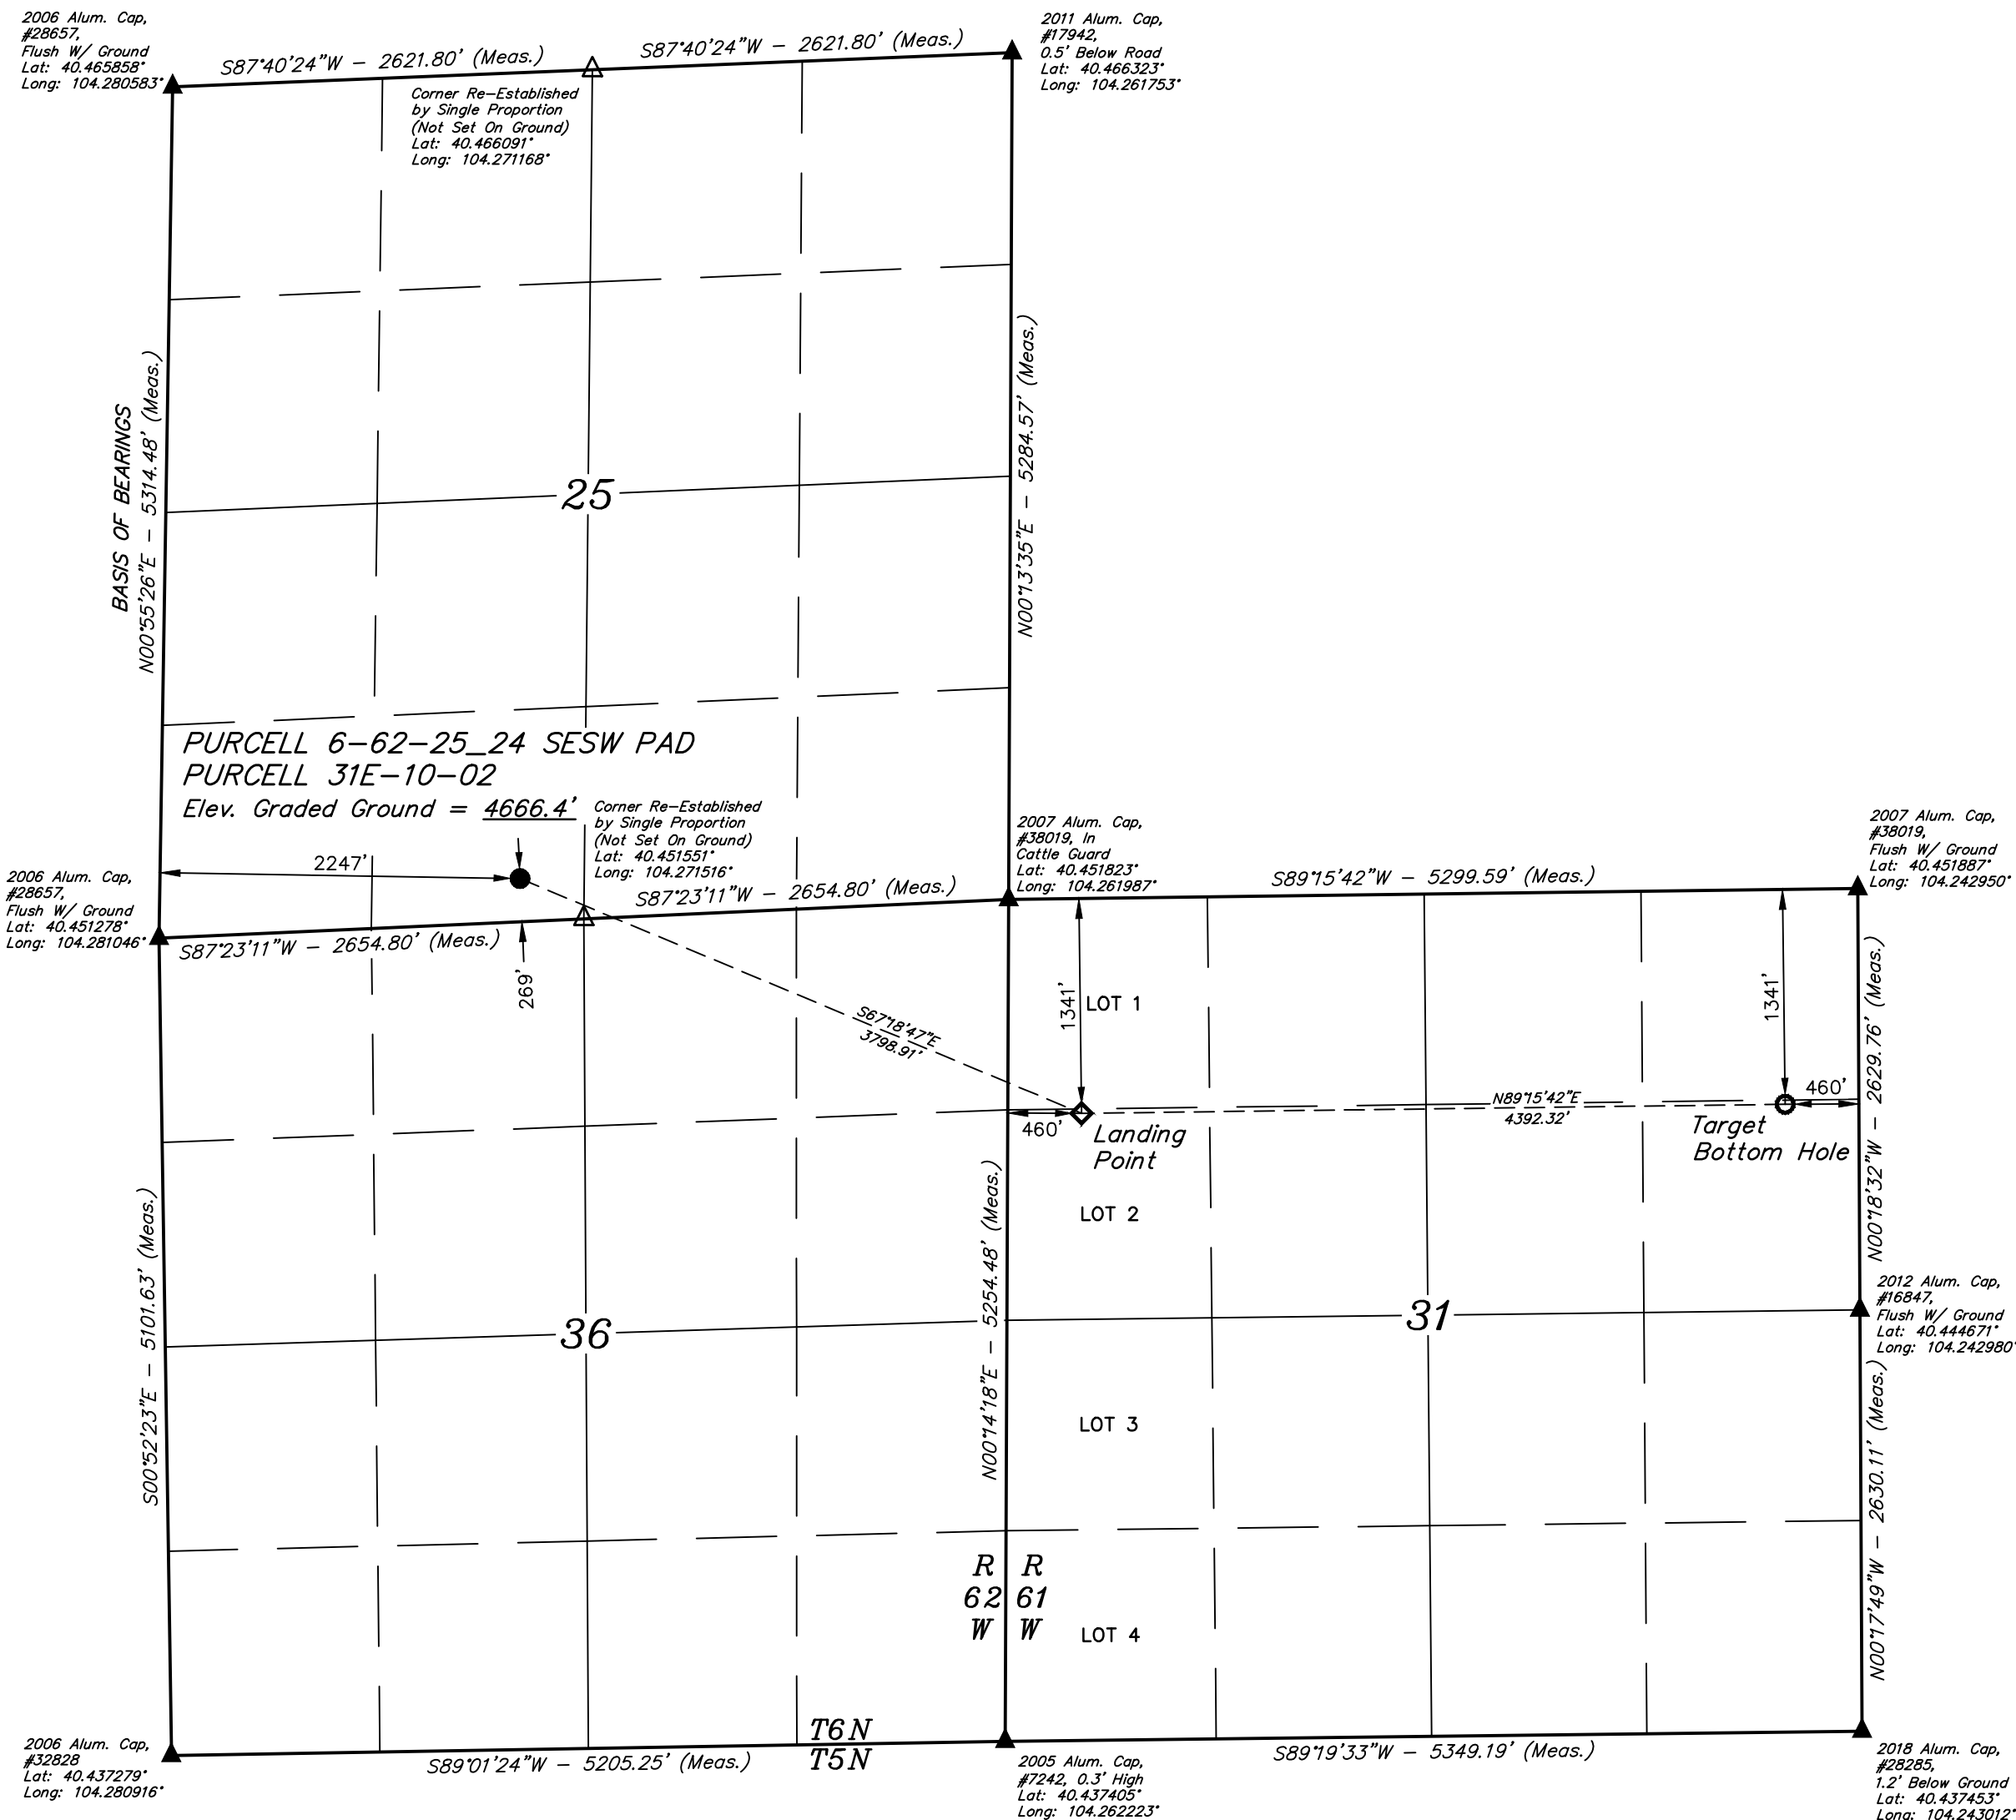 2006 Alum. Cap,
#28657,
Flush W/ Ground
Lat: 40.465858°
Long: 104.280583°
S87°40'24"W - 2621.80' (Meas.)
S87°40'24"W - 2621.80' (Meas.)
2011 Alum. Cap,
#17942,
0.5' Below Road
Lat: 40.466323°
Long: 104.261753°
Corner Re-Established
by Single Proportion
(Not Set On Ground)
Lat: 40.466091°
Long: 104.271168°
BASIS OF BEARINGS
N00°55'26"E - 5314.48' (Meas.)
25
N00°13'35"E - 5284.57' (Meas.)
PURCELL 6-62-25_24 SESW PAD
PURCELL 31E-10-02
Elev. Graded Ground = 4666.4'
Corner Re-Established
by Single Proportion
(Not Set On Ground)
Lat: 40.451551°
Long: 104.271516°
2247'
2006 Alum. Cap,
#28657,
Flush W/ Ground
Lat: 40.451278°
Long: 104.281046°
S87°23'11"W - 2654.80' (Meas.)
S87°23'11"W - 2654.80' (Meas.)
269'
2007 Alum. Cap,
#38019, In
Cattle Guard
Lat: 40.451823°
Long: 104.261987°
S89°15'42"W - 5299.59' (Meas.)
2007 Alum. Cap,
#38019,
Flush W/ Ground
Lat: 40.451887°
Long: 104.242950°
S67°18'47"E
3798.91'
1341'
LOT 1
1341'
N00°18'32"W - 2629.76' (Meas.)
460'
N89°15'42"E
4392.32'
460'
Landing
Point
Target
Bottom Hole
LOT 2
S00°52'23"E - 5101.63' (Meas.)
36
N00°14'18"E - 5254.48' (Meas.)
31
2012 Alum. Cap,
#16847,
Flush W/ Ground
Lat: 40.444671°
Long: 104.242980°
LOT 3
N00°17'49"W - 2630.11' (Meas.)
R R
62 61
W W
LOT 4
T6N
T5N
2006 Alum. Cap,
#32828
Lat: 40.437279°
Long: 104.280916°
S89°01'24"W - 5205.25' (Meas.)
2005 Alum. Cap,
#7242, 0.3' High
Lat: 40.437405°
Long: 104.262223°
S89°19'33"W - 5349.19' (Meas.)
2018 Alum. Cap,
#28285,
1.2' Below Ground
Lat: 40.437453°
Long: 104.243012°